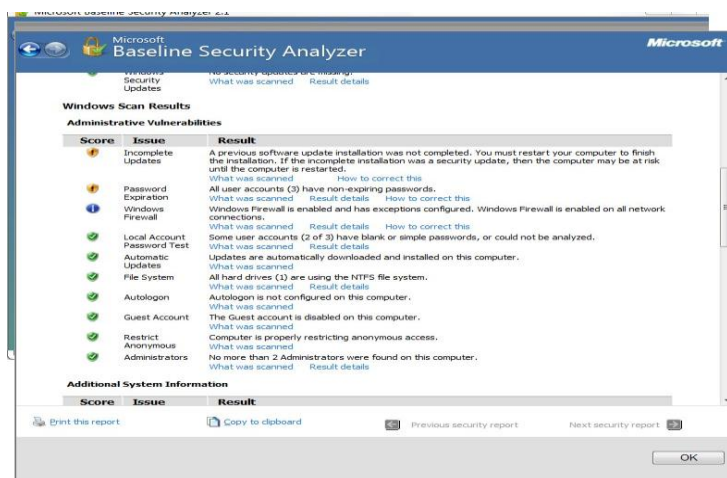 Microsoft Baseline Security Analyzer 2.1
Microsoft
Baseline Security Analyzer
Microsoft
Windows No security updates are missing.
Security What was scanned Result details
Updates
Windows Scan Results
Administrative Vulnerabilities
Score Issue Result
Incomplete A previous software update installation was not completed. You must restart your computer to finish
Updates the installation. If the incomplete installation was a security update, then the computer may be at risk
until the computer is restarted.
What was scanned How to correct this
Password All user accounts (3) have non-expiring passwords.
Expiration What was scanned Result details How to correct this
Windows Windows Firewall is enabled and has exceptions configured. Windows Firewall is enabled on all network
Firewall connections.
What was scanned Result details How to correct this
Local Account Some user accounts (2 of 3) have blank or simple passwords, or could not be analyzed.
Password Test What was scanned Result details
Automatic Updates are automatically downloaded and installed on this computer.
Updates What was scanned
File System All hard drives (1) are using the NTFS file system.
What was scanned Result details
Autologon Autologon is not configured on this computer.
What was scanned
Guest Account The Guest account is disabled on this computer.
What was scanned
Restrict Computer is properly restricting anonymous access.
Anonymous What was scanned
Administrators No more than 2 Administrators were found on this computer.
What was scanned Result details
Additional System Information
Score Issue Result
Print this report Copy to clipboard Previous security report Next security report
OK